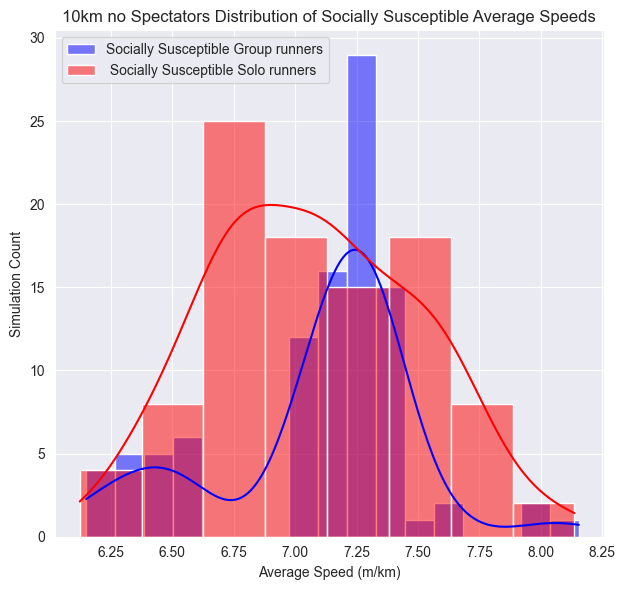 10km no Spectators Distribution of Socially Susceptible Average Speeds
Socially Susceptible Group runners
Socially Susceptible Solo runners
30
25
20
15
10
5
0
Simulation Count
6.25 6.50 6.75 7.00 7.25 7.50 7.75 8.00 8.25
Average Speed (m/km)